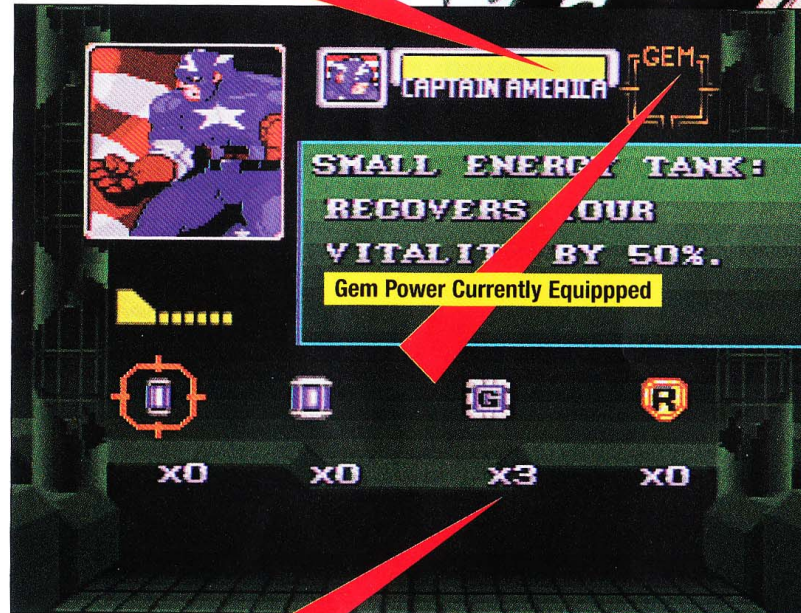 GEM
CAPTAIN AMERICA
SMALL ENERGY TANK:
RECOVERS YOUR
VITALITY BY 50%.
Gem Power Currently Equippped
G
R
x0
x0
x3
x0